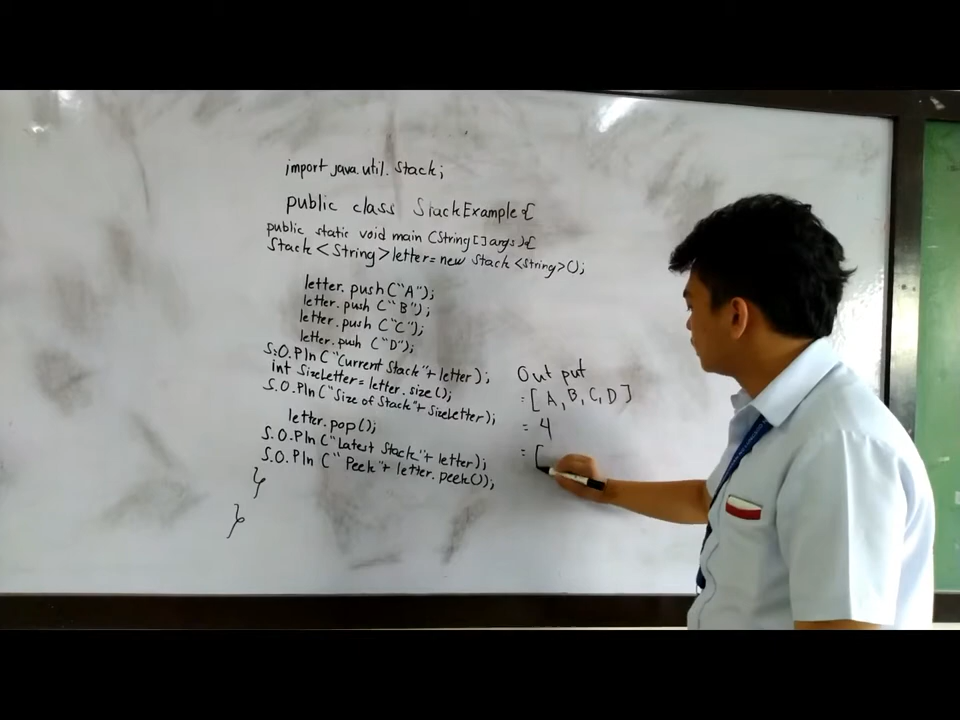 import java.util.Stack;
public class StackExample{
public static void main (String[] args){
Stack <String> letter = new Stack <String>();
letter.push("A");
letter.push ("B");
letter.push ("C");
letter.push ("D");
S.O.Pln ("Current Stack"+ letter);
int SizeLetter = letter.size();
S.O.Pln ("Size of Stack"+ SizeLetter);
letter.pop();
S.O.Pln ("Latest Stack"+ letter);
S.O.Pln ("Peek"+ letter.peek());
}
}
Output
= [A, B, C, D]
= 4
= [